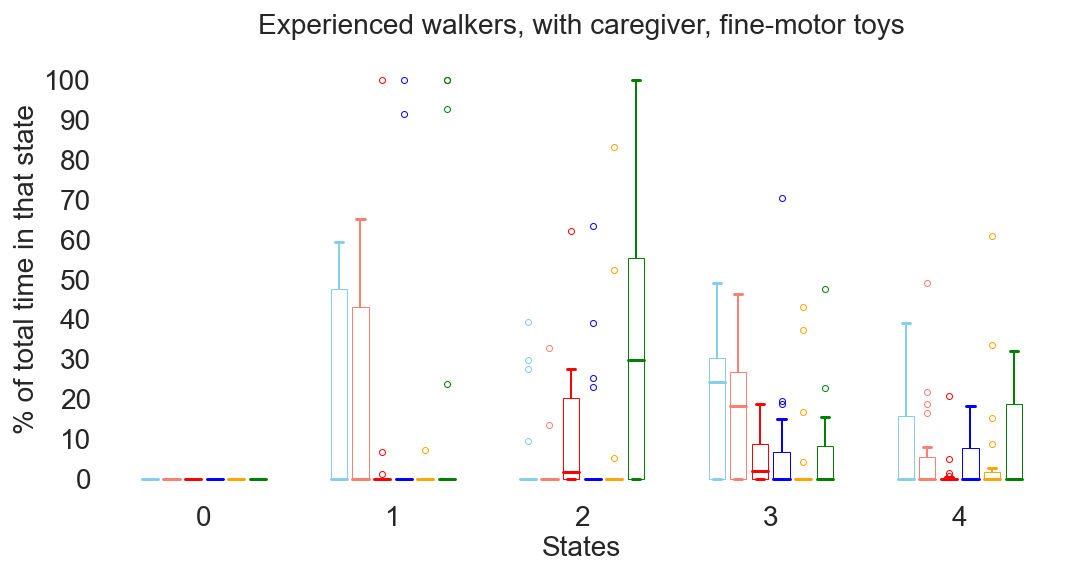 Experienced walkers, with caregiver, fine-motor toys
% of total time in that state
100
90
80
70
60
50
40
30
20
10
0
0 1 2 3 4
States